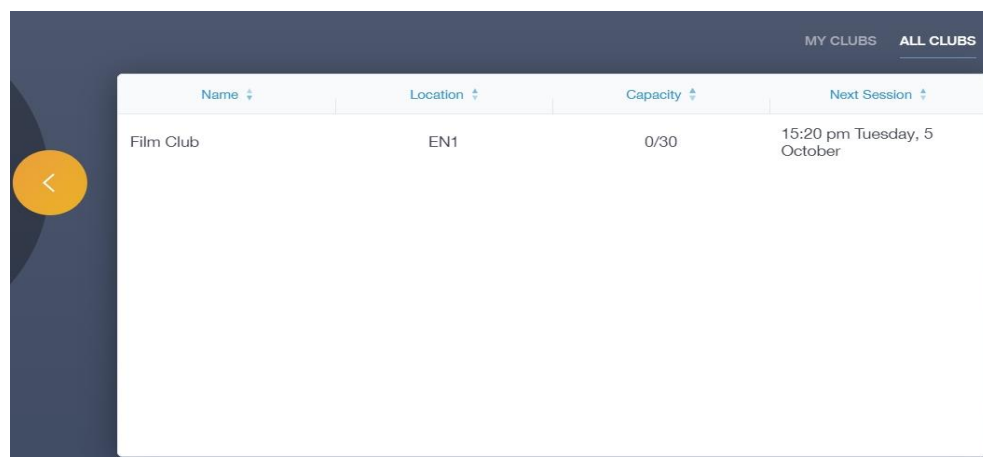 MY CLUBS ALL CLUBS
Name Location Capacity Next Session
Film Club EN1 0/30 15:20 pm Tuesday, 5
October